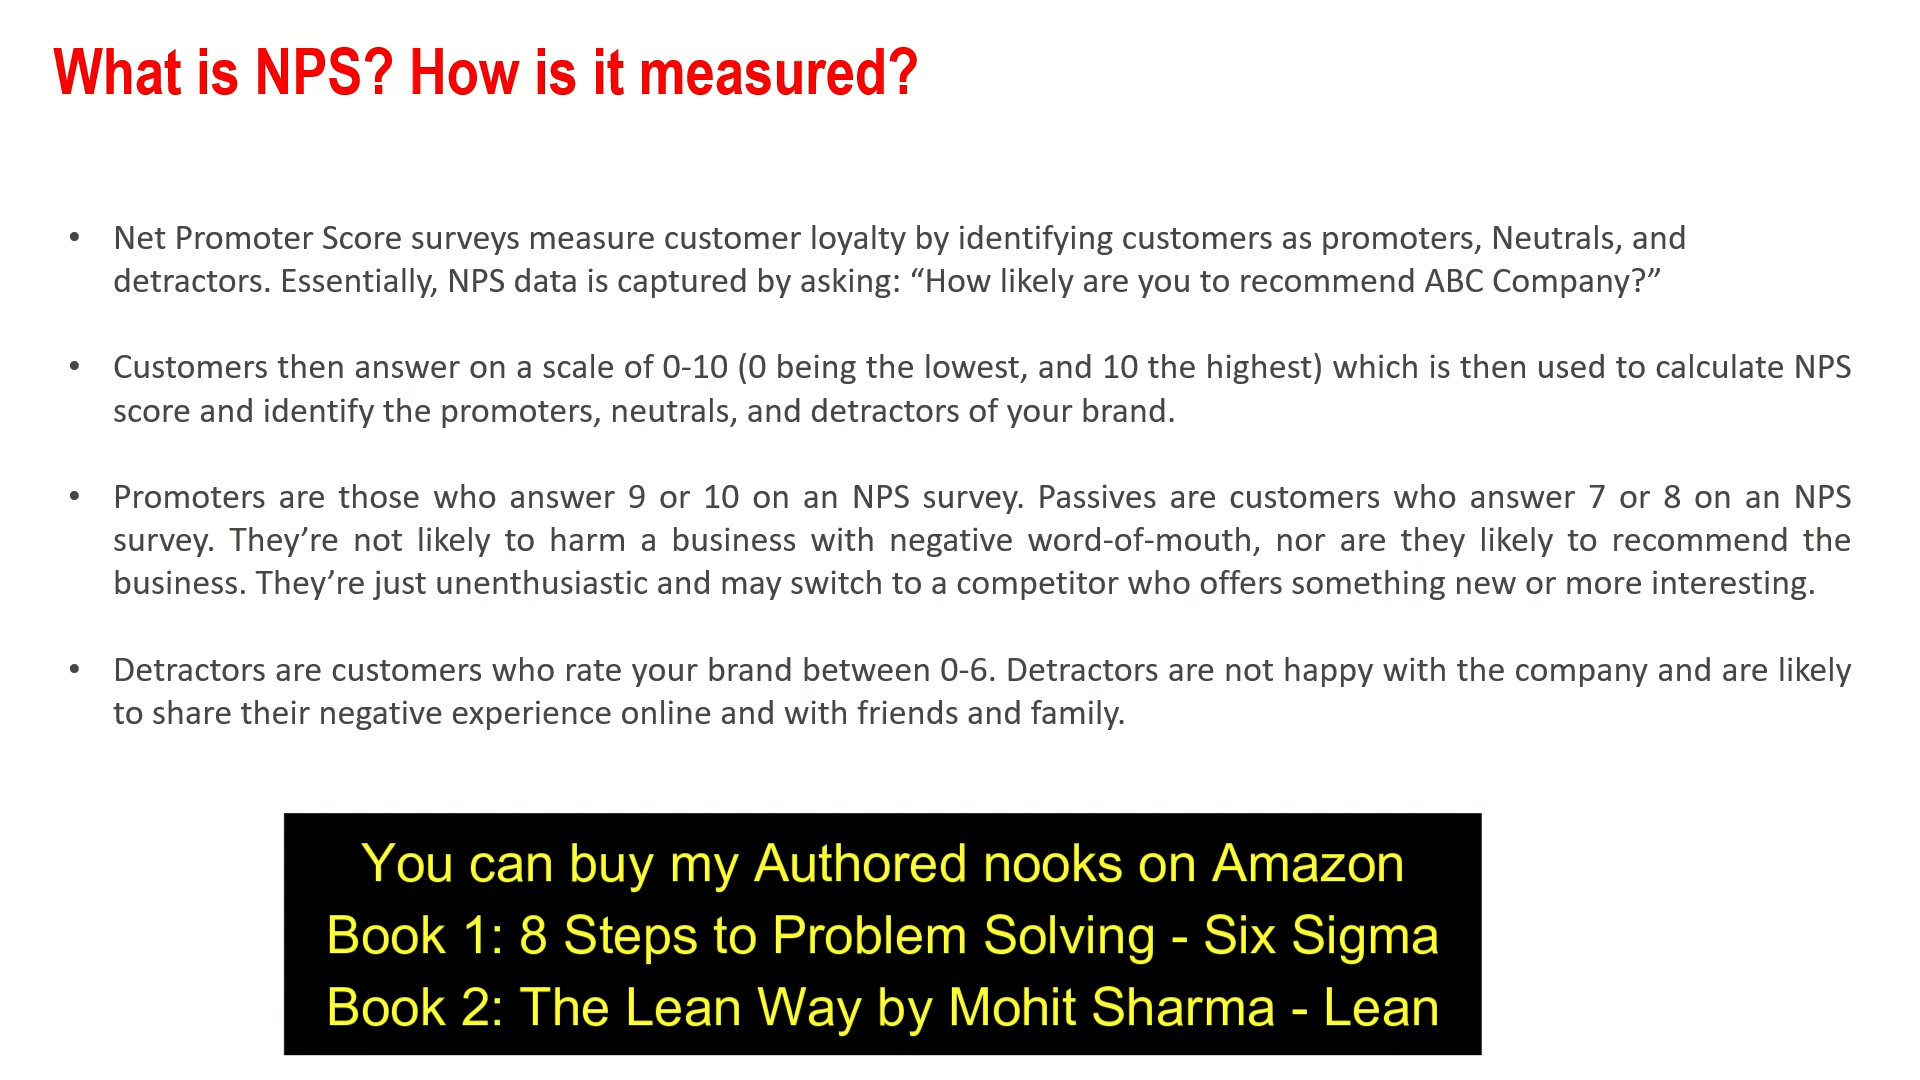 What is NPS? How is it measured?
• Net Promoter Score surveys measure customer loyalty by identifying customers as promoters, Neutrals, and
detractors. Essentially, NPS data is captured by asking: “How likely are you to recommend ABC Company?”
• Customers then answer on a scale of 0-10 (0 being the lowest, and 10 the highest) which is then used to calculate NPS
score and identify the promoters, neutrals, and detractors of your brand.
• Promoters are those who answer 9 or 10 on an NPS survey. Passives are customers who answer 7 or 8 on an NPS
survey. They’re not likely to harm a business with negative word-of-mouth, nor are they likely to recommend the
business. They’re just unenthusiastic and may switch to a competitor who offers something new or more interesting.
• Detractors are customers who rate your brand between 0-6. Detractors are not happy with the company and are likely
to share their negative experience online and with friends and family.
You can buy my Authored nooks on Amazon
Book 1: 8 Steps to Problem Solving - Six Sigma
Book 2: The Lean Way by Mohit Sharma - Lean